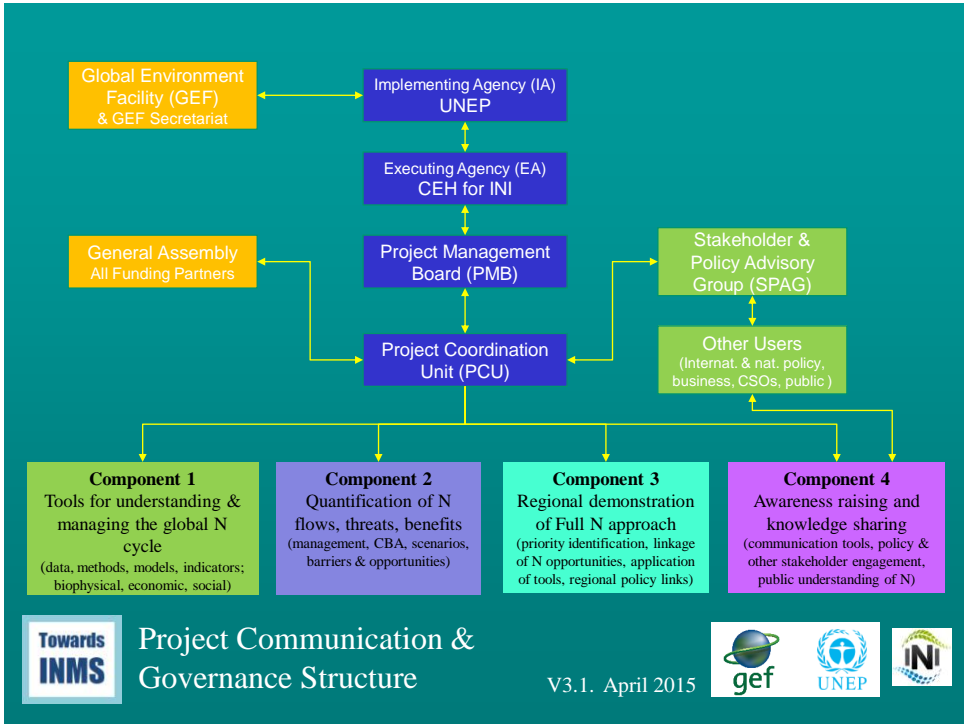 Global Environment
Facility (GEF)
& GEF Secretariat
Implementing Agency (IA)
UNEP
Executing Agency (EA)
CEH for INI
General Assembly
All Funding Partners
Project Management
Board (PMB)
Stakeholder &
Policy Advisory
Group (SPAG)
Project Coordination
Unit (PCU)
Other Users
(Internat. & nat. policy,
business, CSOs, public )
Component 1
Tools for understanding &
managing the global N
cycle
(data, methods, models, indicators;
biophysical, economic, social)
Component 2
Quantification of N
flows, threats, benefits
(management, CBA, scenarios,
barriers & opportunities)
Component 3
Regional demonstration
of Full N approach
(priority identification, linkage
of N opportunities, application
of tools, regional policy links)
Component 4
Awareness raising and
knowledge sharing
(communication tools, policy &
other stakeholder engagement,
public understanding of N)
Towards
INMS
Project Communication &
Governance Structure
V3.1. April 2015
gef
UNEP
INI